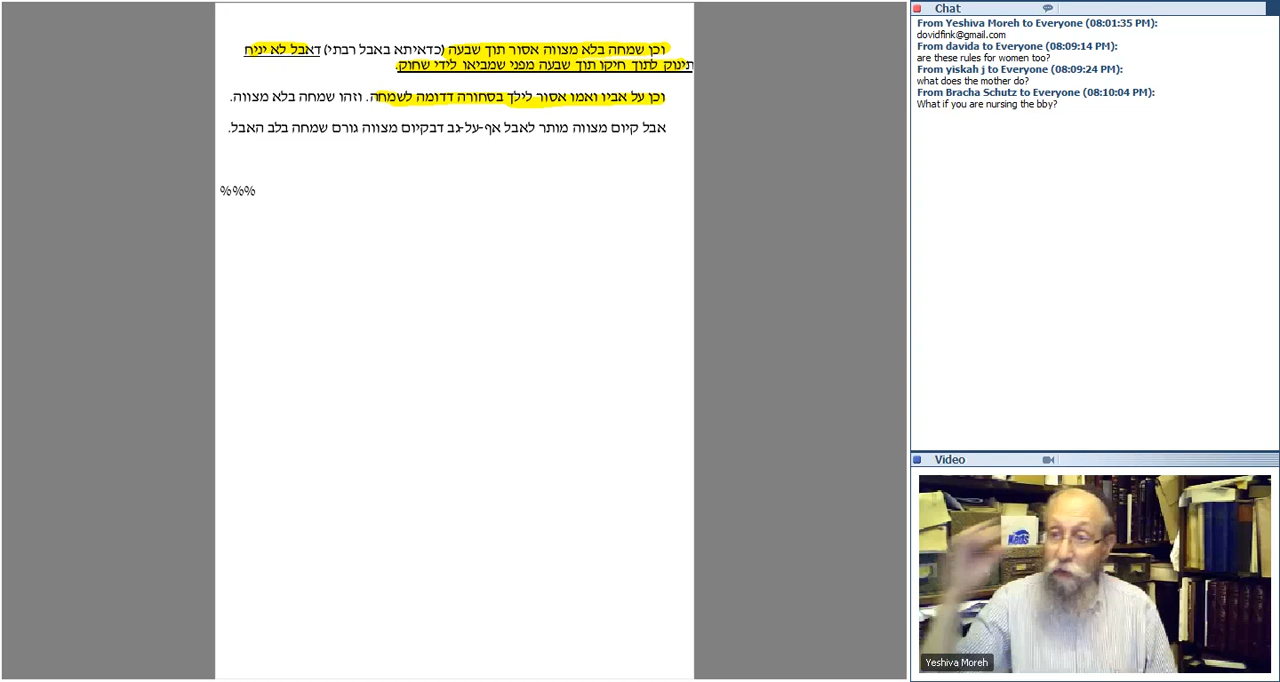 וכן שמחה בלא מצווה אסור תוך שבעה (כדאיתא באבל רבתי) דאבל לא יניח
תינוק לתוך חיקו תוך שבעה מפני שמביאו לידי שחוק.
וכן על אביו ואמו אסור לילך בסחורה דדומה לשמחה. וזהו שמחה בלא מצווה.
אבל קיום מצווה מותר לאבל אף-על-גב דבקיום מצווה גורם שמחה בלב האבל.
%%%
Chat
From Yeshiva Moreh to Everyone (08:01:35 PM):
dovidfink@gmail.com
From davida to Everyone (08:09:14 PM):
are these rules for women too?
From yiskah j to Everyone (08:09:24 PM):
what does the mother do?
From Bracha Schutz to Everyone (08:10:04 PM):
What if you are nursing the bby?
Video
Keds
Yeshiva Moreh